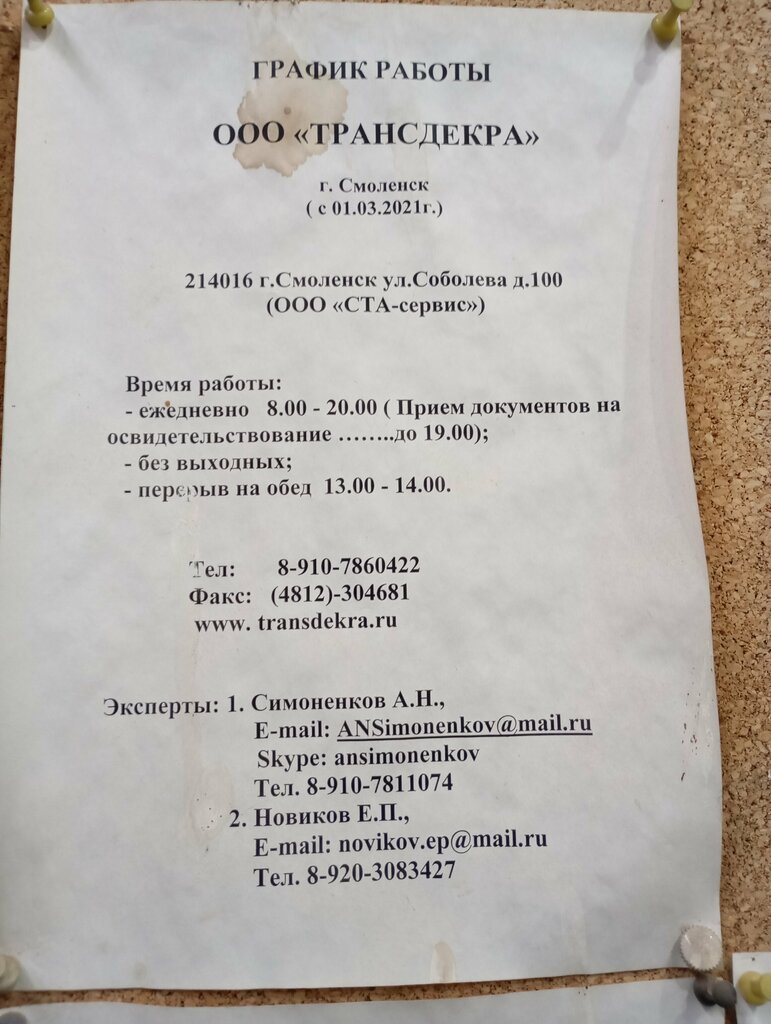 ГРАФИК РАБОТЫ
ООО «ТРАНСДЕКРА»
г. Смоленск
( с 01.03.2021г.)
214016 г.Смоленск ул.Соболева д.100
(ООО «СТА-сервис»)
Время работы:
- ежедневно 8.00 - 20.00 ( Прием документов на
освидетельствование ……..до 19.00);
- без выходных;
- перерыв на обед 13.00 - 14.00.
Тел: 8-910-7860422
Факс: (4812)-304681
www. transdekra.ru
Эксперты: 1. Симоненков А.Н.,
E-mail: ANSimonenkov@mail.ru
Skype: ansimonenkov
Тел. 8-910-7811074
2. Новиков Е.П.,
E-mail: novikov.ep@mail.ru
Тел. 8-920-3083427